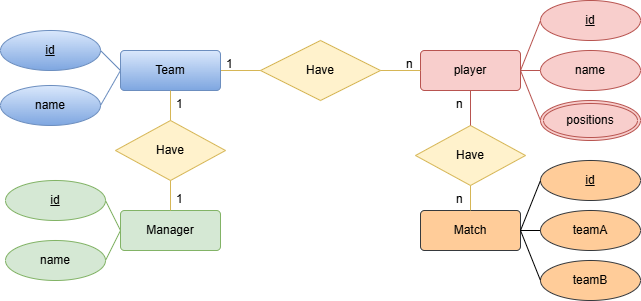 id
id
Team
1
Have
n
player
name
name
1
n
positions
Have
Have
id
id
1
n
Manager
Match
teamA
name
teamB